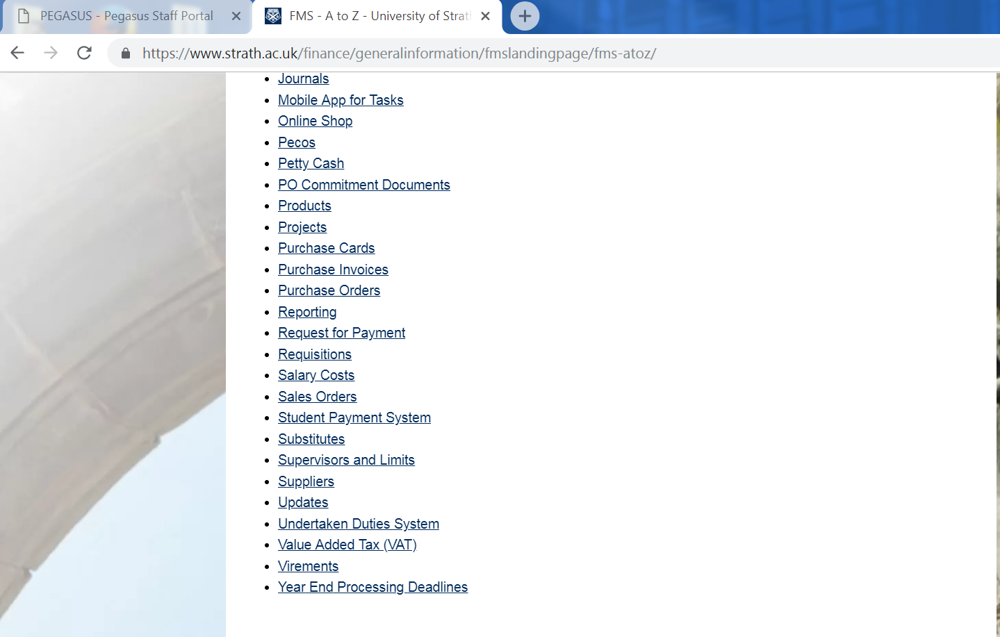 PEGASUS - Pegasus Staff Portal
FMS - A to Z - University of Strat
https://www.strath.ac.uk/finance/generalinformation/fmslandingpage/fms-atoz/
Journals
Mobile App for Tasks
Online Shop
Pecos
Petty Cash
PO Commitment Documents
Products
Projects
Purchase Cards
Purchase Invoices
Purchase Orders
Reporting
Request for Payment
Requisitions
Salary Costs
Sales Orders
Student Payment System
Substitutes
Supervisors and Limits
Suppliers
Updates
Undertaken Duties System
Value Added Tax (VAT)
Virements
Year End Processing Deadlines